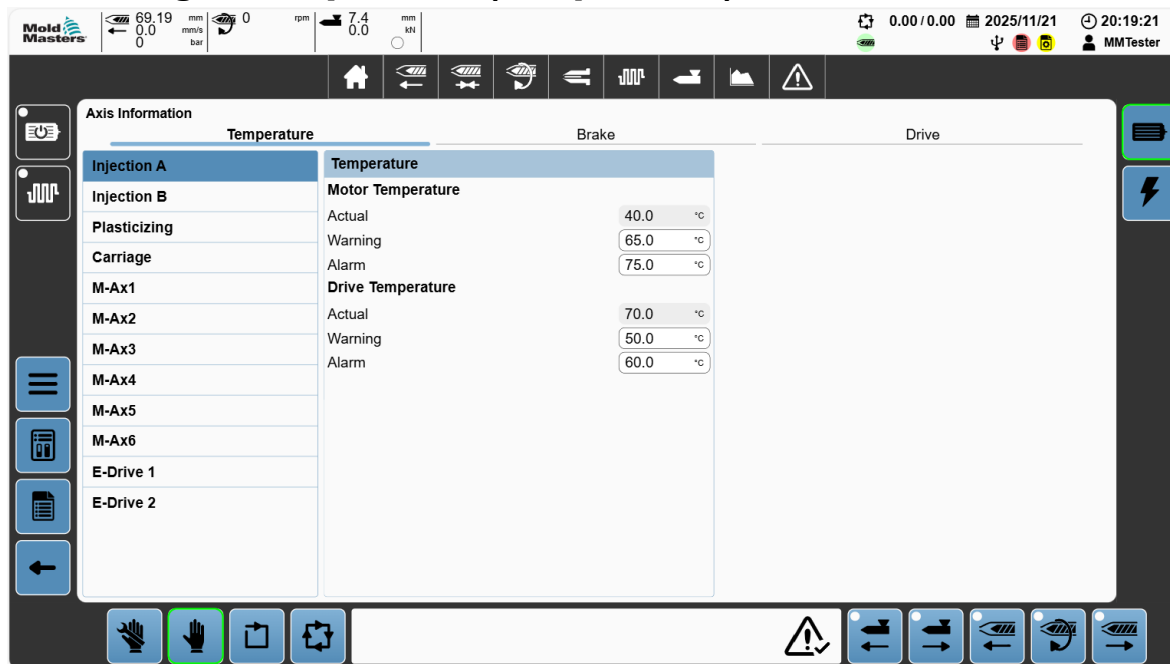 Mold
Masters
69.19 mm
0.0 mm/s
0 bar
0 rpm
7.4 mm
0.0 kN
0.00 / 0.00
2025/11/21
20:19:21
MMTester
Axis Information
Temperature Brake Drive
Injection A
Injection B
Plasticizing
Carriage
M-Ax1
M-Ax2
M-Ax3
M-Ax4
M-Ax5
M-Ax6
E-Drive 1
E-Drive 2
Temperature
Motor Temperature
Actual 40.0 °C
Warning 65.0 °C
Alarm 75.0 °C
Drive Temperature
Actual 70.0 °C
Warning 50.0 °C
Alarm 60.0 °C